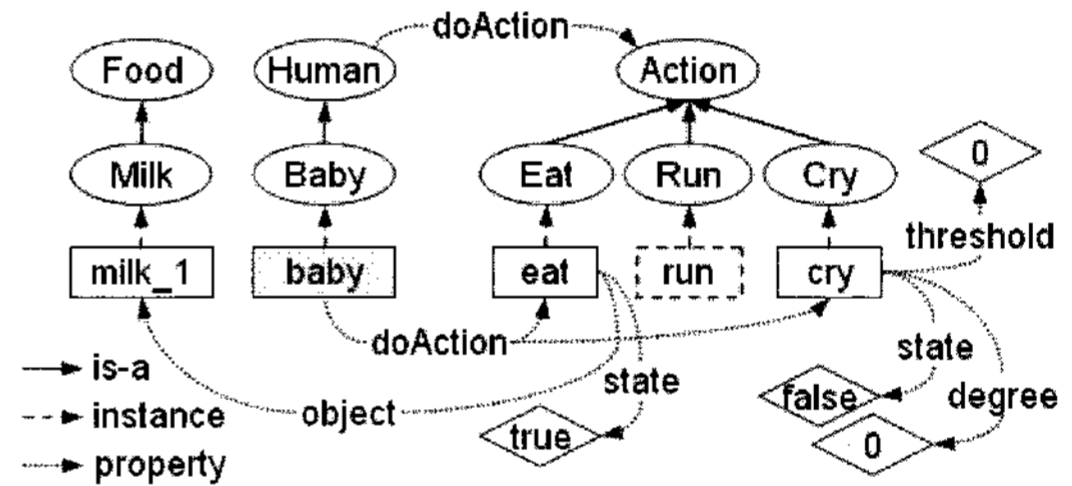 doAction
Food Human Action
Milk Baby Eat Run Cry 0
threshold
milk_1 baby eat run cry
doAction
state
is-a
state
false degree
instance object
true 0
property